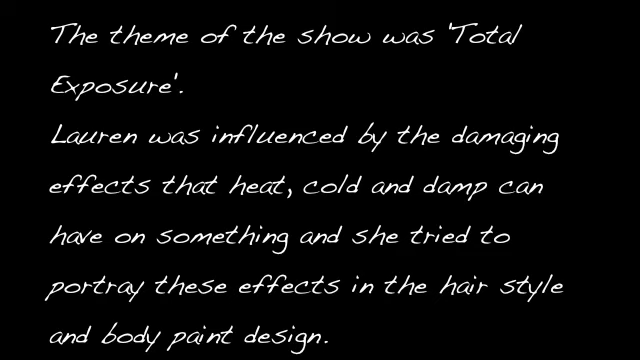 The theme of the show was 'Total
Exposure'.
Lauren was influenced by the damaging
effects that heat, cold and damp can
have on something and she tried to
portray these effects in the hair style
and body paint design.